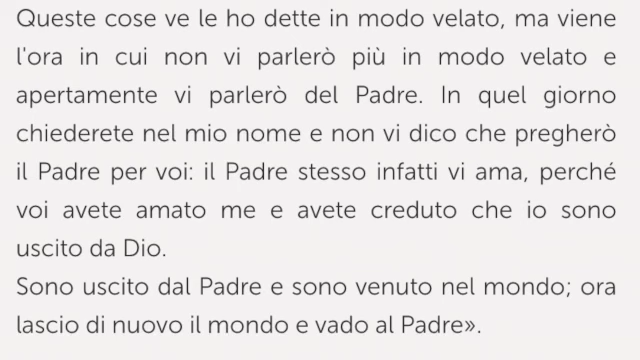 Queste cose ve le ho dette in modo velato, ma viene
l'ora in cui non vi parlerò più in modo velato e
apertamente vi parlerò del Padre. In quel giorno
chiederete nel mio nome e non vi dico che pregherò
il Padre per voi: il Padre stesso infatti vi ama, perché
voi avete amato me e avete creduto che io sono
uscito da Dio.
Sono uscito dal Padre e sono venuto nel mondo; ora
lascio di nuovo il mondo e vado al Padre».